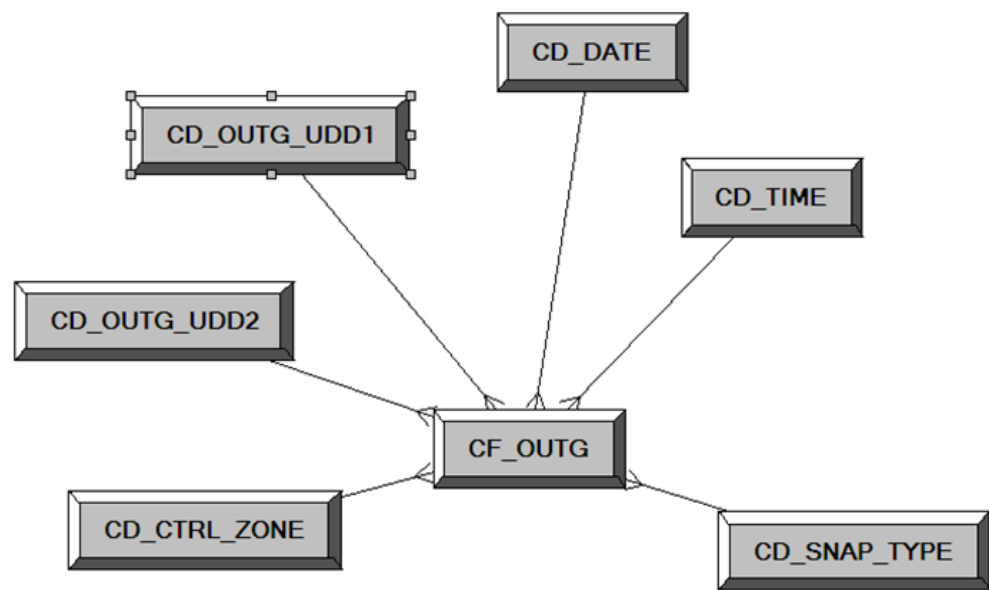 CD_DATE
CD_OUTG_UDD1
CD_TIME
CD_OUTG_UDD2
CF_OUTG
CD_CTRL_ZONE
CD_SNAP_TYPE